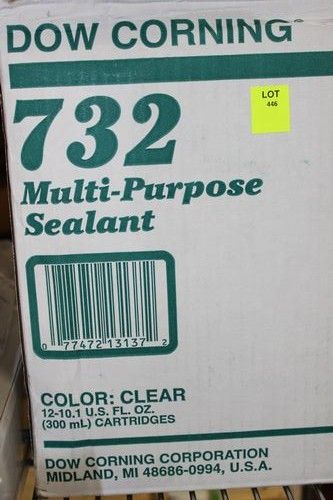 DOW CORNING®
LOT
446
732
Multi-Purpose
Sealant
0 77472 13137 2
COLOR: CLEAR
12-10.1 U.S. FL. OZ.
(300 mL) CARTRIDGES
DOW CORNING CORPORATION
MIDLAND, MI 48686-0994, U.S.A.